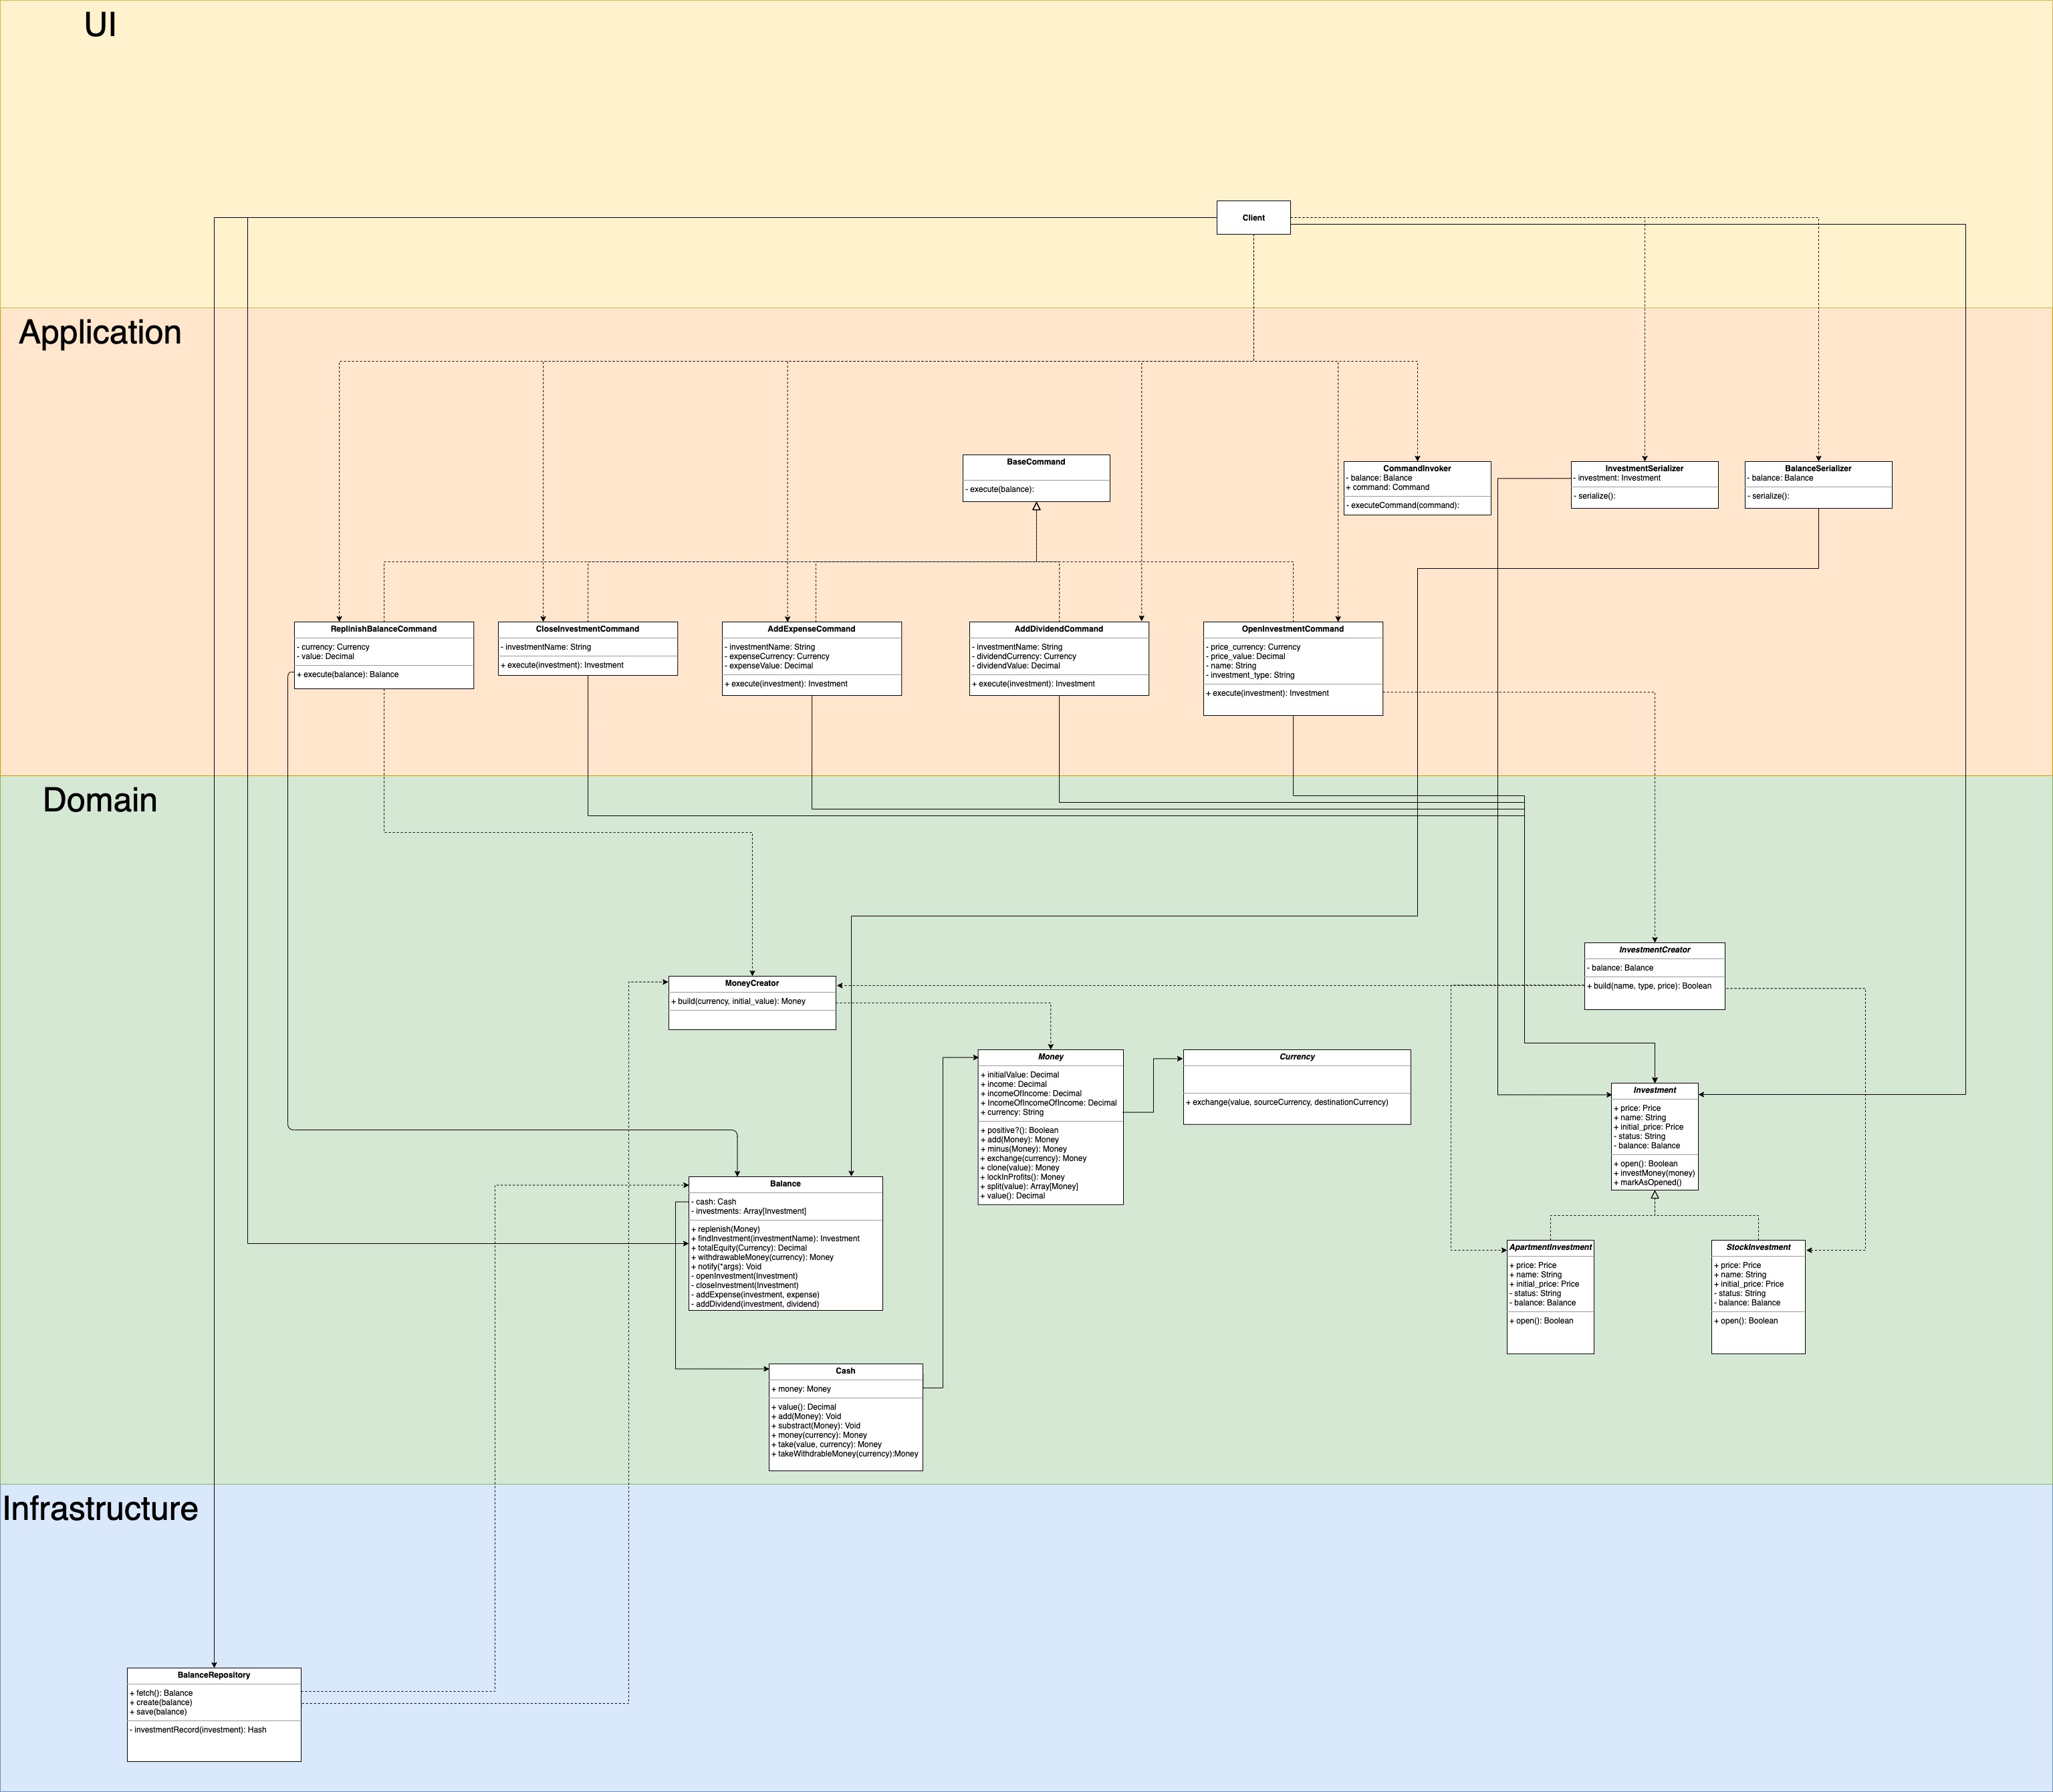 UI
Client
Application
BaseCommand
- execute(balance):
CommandInvoker
- balance: Balance
+ command: Command
- executeCommand(command):
InvestmentSerializer
- investment: Investment
- serialize():
BalanceSerializer
- balance: Balance
- serialize():
ReplinishBalanceCommand
- currency: Currency
- value: Decimal
+ execute(balance): Balance
CloseInvestmentCommand
- investmentName: String
+ execute(investment): Investment
AddExpenseCommand
- investmentName: String
- expenseCurrency: Currency
- expenseValue: Decimal
+ execute(investment): Investment
AddDividendCommand
- investmentName: String
- dividendCurrency: Currency
- dividendValue: Decimal
+ execute(investment): Investment
OpenInvestmentCommand
- price_currency: Currency
- price_value: Decimal
- name: String
- investment_type: String
+ execute(investment): Investment
Domain
InvestmentCreator
- balance: Balance
+ build(name, type, price): Boolean
MoneyCreator
+ build(currency, initial_value): Money
Money
+ initialValue: Decimal
+ income: Decimal
+ incomeOfIncome: Decimal
+ IncomeOfIncomeOfIncome: Decimal
+ currency: String
+ positive?(): Boolean
+ add(Money): Money
+ minus(Money): Money
+ exchange(currency): Money
+ clone(value): Money
+ lockInProfits(): Money
+ split(value): Array[Money]
+ value(): Decimal
Currency
+ exchange(value, sourceCurrency, destinationCurrency)
Investment
+ price: Price
+ name: String
+ initial_price: Price
- status: String
- balance: Balance
+ open(): Boolean
+ investMoney(money)
+ markAsOpened()
Balance
- cash: Cash
- investments: Array[Investment]
+ replenish(Money)
+ findInvestment(investmentName): Investment
+ totalEquity(Currency): Decimal
+ withdrawableMoney(currency): Money
+ notify(*args): Void
- openInvestment(Investment)
- closeInvestment(Investment)
- addExpense(investment, expense)
- addDividend(investment, dividend)
ApartmentInvestment
+ price: Price
+ name: String
+ initial_price: Price
- status: String
- balance: Balance
+ open(): Boolean
StockInvestment
+ price: Price
+ name: String
+ initial_price: Price
- status: String
- balance: Balance
+ open(): Boolean
Cash
+ money: Money
+ value(): Decimal
+ add(Money): Void
+ substract(Money): Void
+ money(currency): Money
+ take(value, currency): Money
+ takeWithdrableMoney(currency):Money
Infrastructure
BalanceRepository
+ fetch(): Balance
+ create(balance)
+ save(balance)
- investmentRecord(investment): Hash